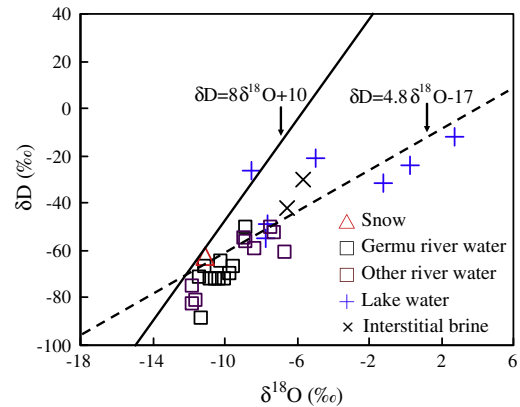 40
20
0
-20
-40
-60
-80
-100
δD (‰)
δD=8δ¹⁸O+10
δD=4.8δ¹⁸O-17
Snow
Germu river water
Other river water
Lake water
Interstitial brine
-18 -14 -10 -6 -2 2 6
δ¹⁸O (‰)